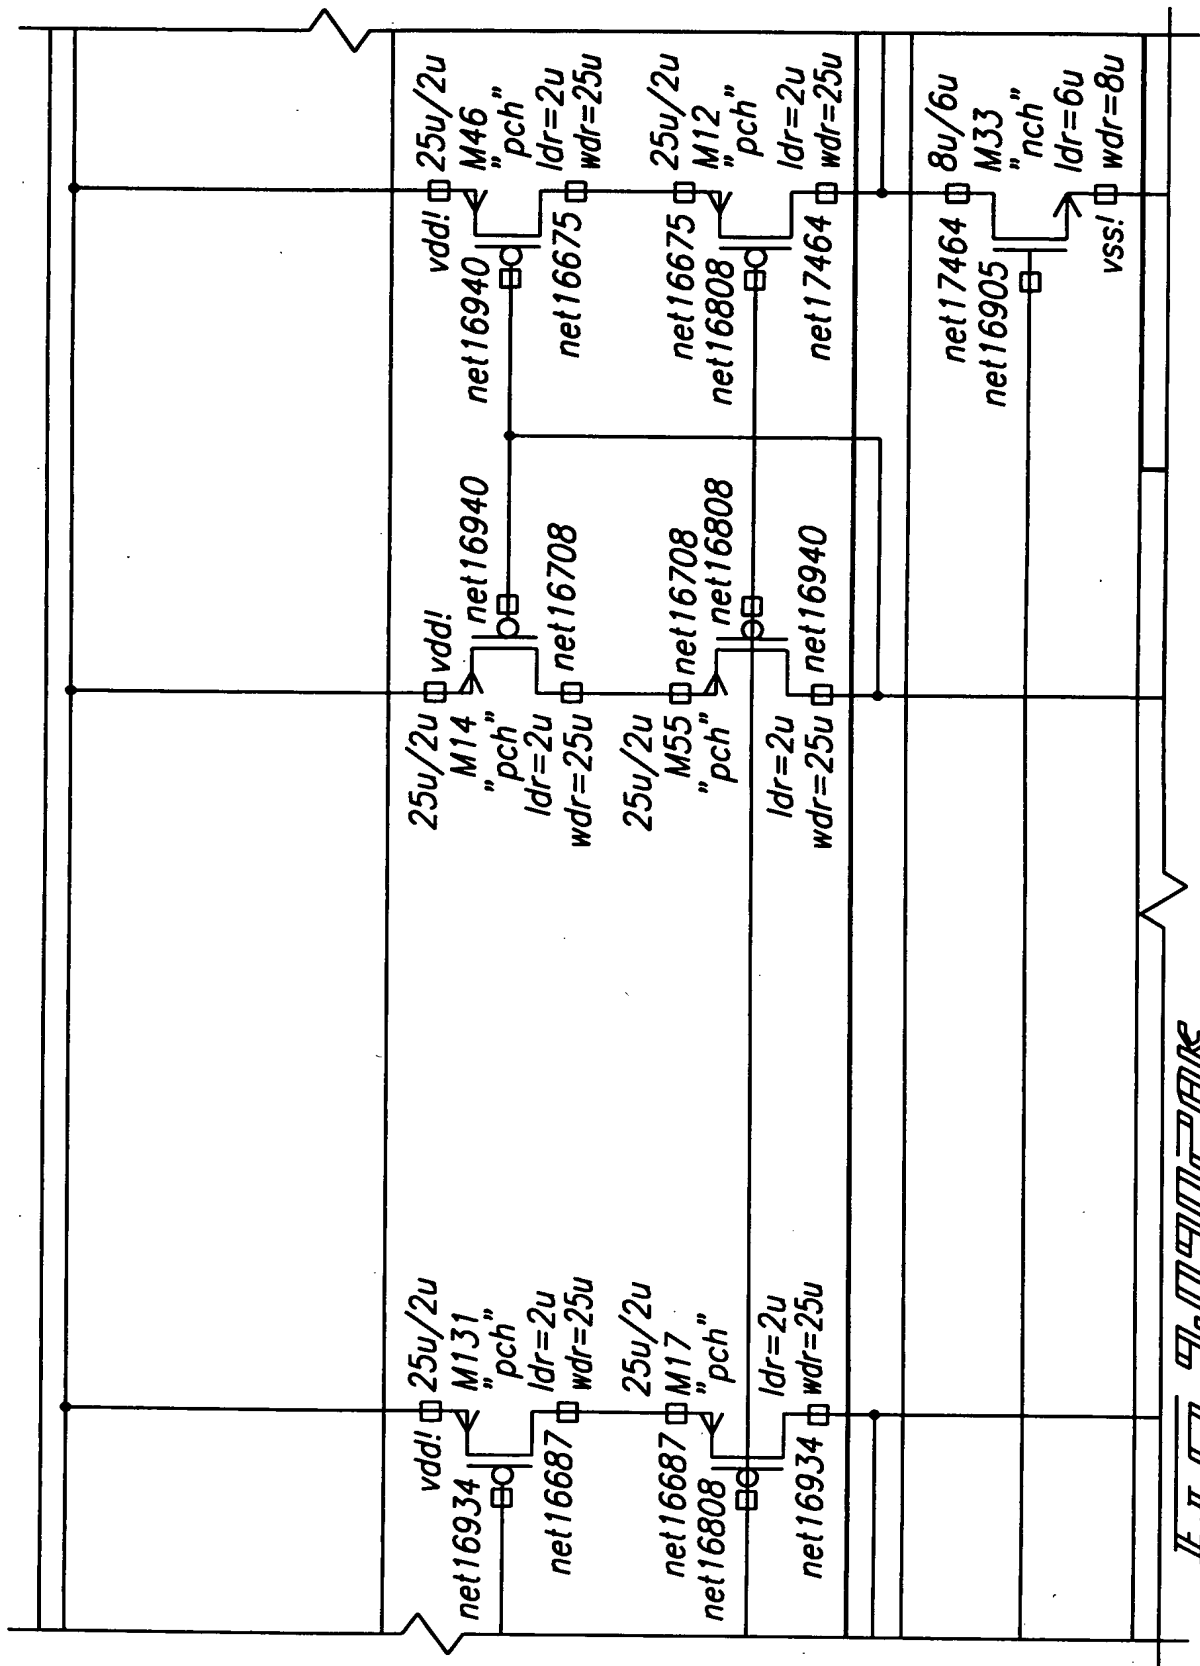 vdd!
25u/2u
net16934
M131
"pch"
ldr=2u
net16687
wdr=25u
25u/2u
net16687
M17
net16808
"pch"
ldr=2u
net16934
wdr=25u
25u/2u
vdd!
M14
net16940
"pch"
ldr=2u
net16708
wdr=25u
25u/2u
net16708
M55
net16808
"pch"
ldr=2u
net16940
wdr=25u
vdd!
25u/2u
net16940
M46
"pch"
ldr=2u
net16675
wdr=25u
25u/2u
net16675
M12
net16808
"pch"
ldr=2u
net17464
wdr=25u
8u/6u
net17464
M33
net16905
"nch"
ldr=6u
vss!
wdr=8u